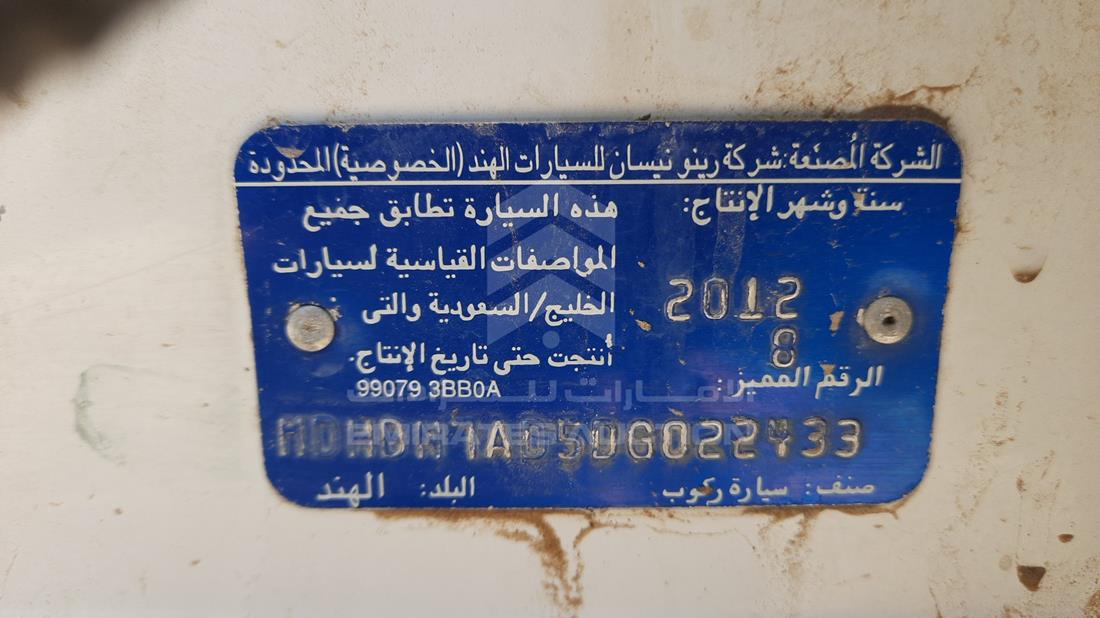 الشركة المُصنعة: شركة رينو نيسان للسيارات الهند (الخصوصية) المحدودة
سنة وشهر الإنتاج:
2012
8
هذه السيارة تطابق جميع
المواصفات القياسية لسيارات
الخليج/السعودية والتى
أنتجت حتى تاريخ الإنتاج.
99079 3BB0A
الرقم المميز:
صنف: سيارة ركوب
البلد: الهند